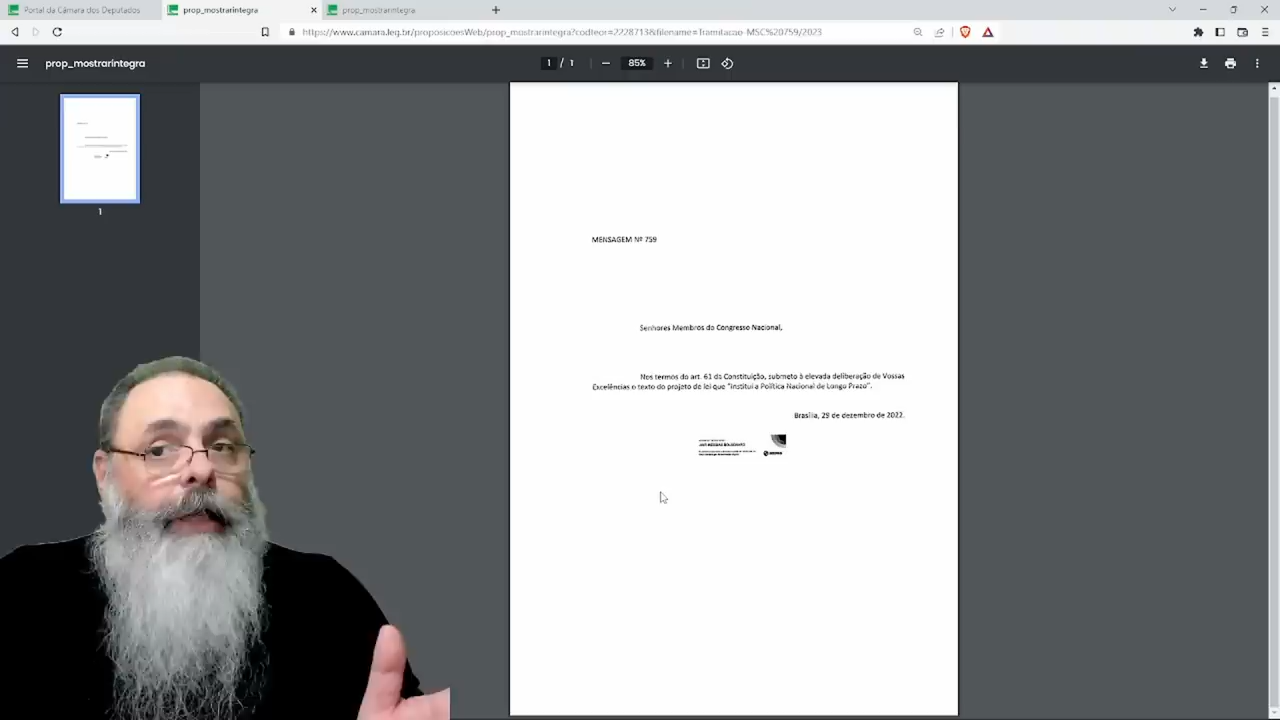 Portal da Câmara dos Deputados
prop_mostrarintegra
prop_mostrarintegra
https://www.camara.leg.br/proposicoesWeb/prop_mostrarintegra?codteor=2228713&filename=Tramitacao-MSC%20759/2023
prop_mostrarintegra
1 / 1
85%
1
MENSAGEM Nº 759
Senhores Membros do Congresso Nacional,
Nos termos do art. 61 da Constituição, submeto à elevada deliberação de Vossas
Excelências o texto do projeto de lei que “Institui a Política Nacional de Longo Prazo”.
Brasília, 29 de dezembro de 2022.
JAIR MESSIAS BOLSONARO